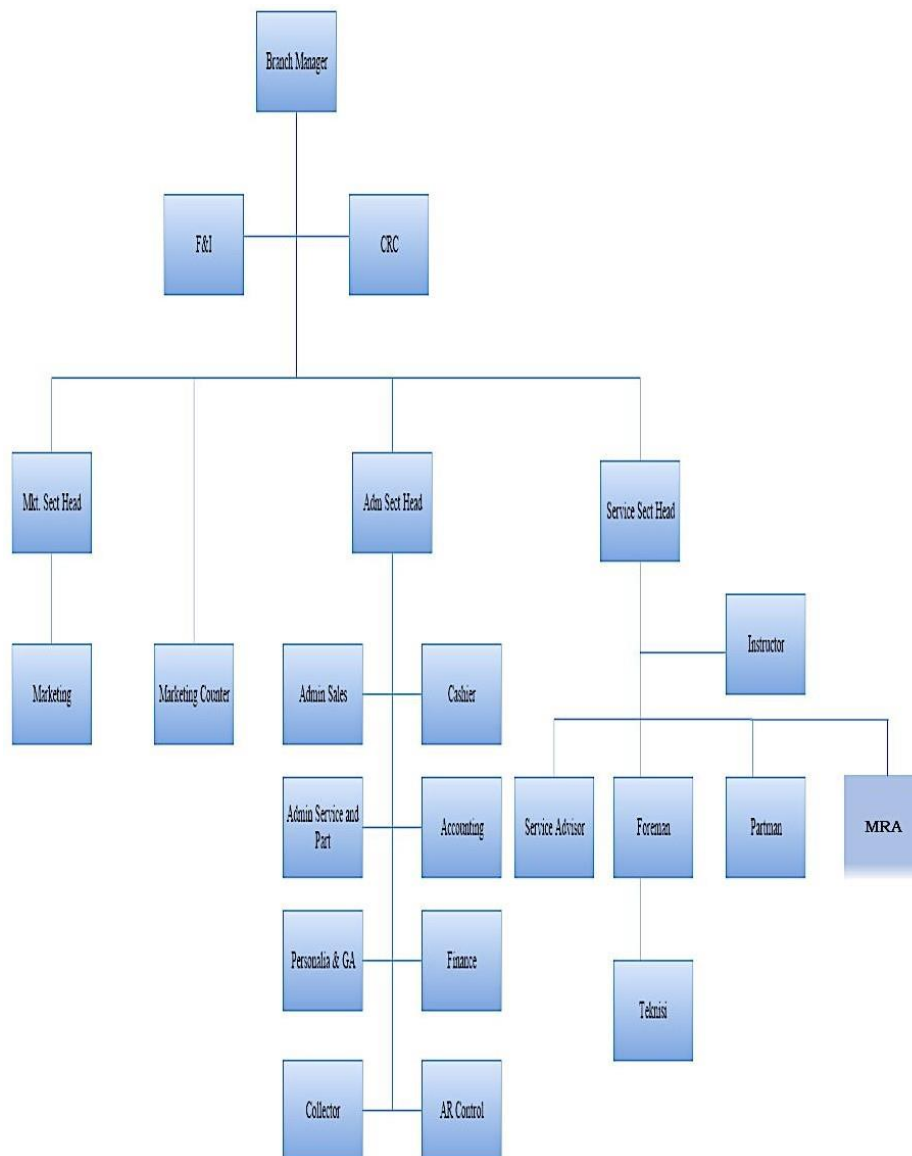 Branch Manager
F&I
CRC
Mkt. Sect Head
Adm Sect Head
Service Sect Head
Instructor
Marketing
Marketing Counter
Admin Sales
Cashier
Admin Service and
Part
Accounting
Service Advisor
Foreman
Partman
MRA
Personalia & GA
Finance
Teknisi
Collector
AR Control